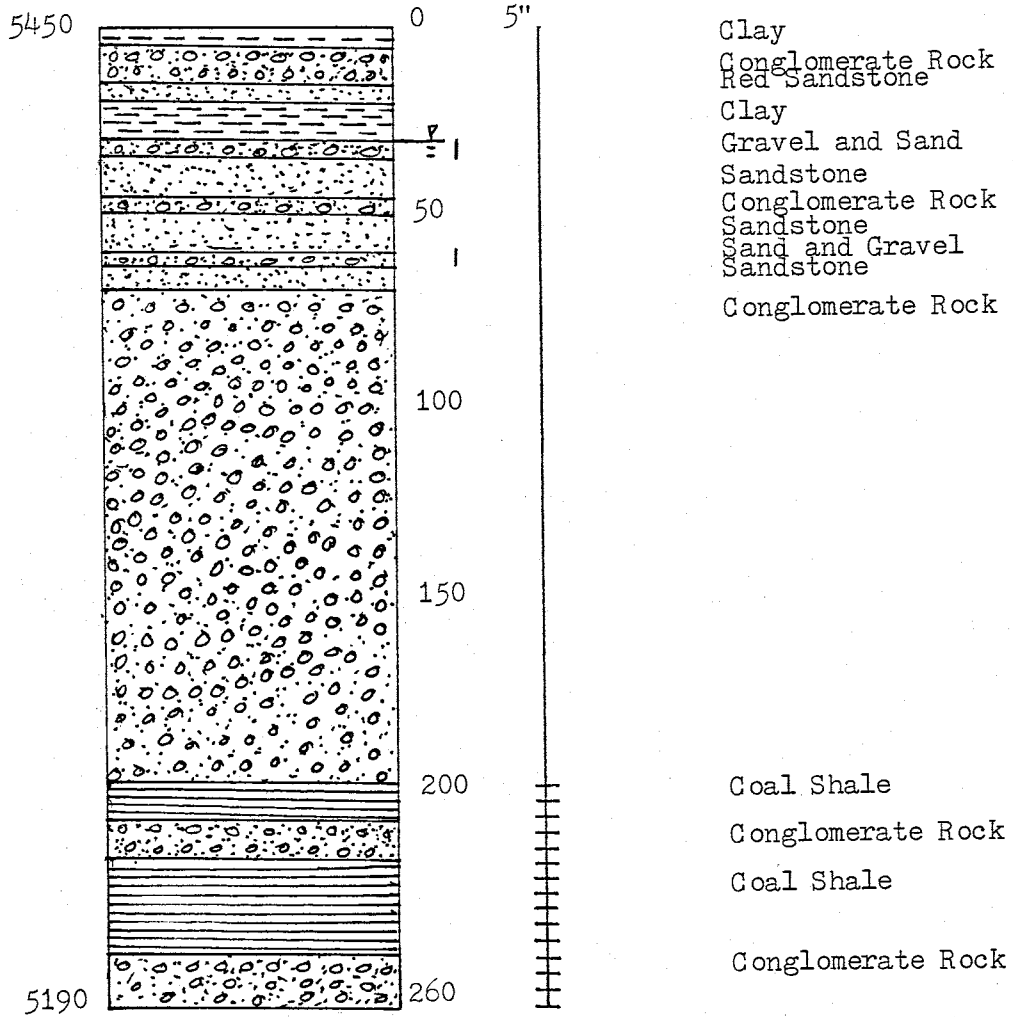 5450 0 5" Clay
Conglomerate Rock
Red Sandstone
Clay
Gravel and Sand
Sandstone
50 Conglomerate Rock
Sandstone
Sand and Gravel
Sandstone
Conglomerate Rock
100
150
200 Coal Shale
Conglomerate Rock
Coal Shale
Conglomerate Rock
5190 260